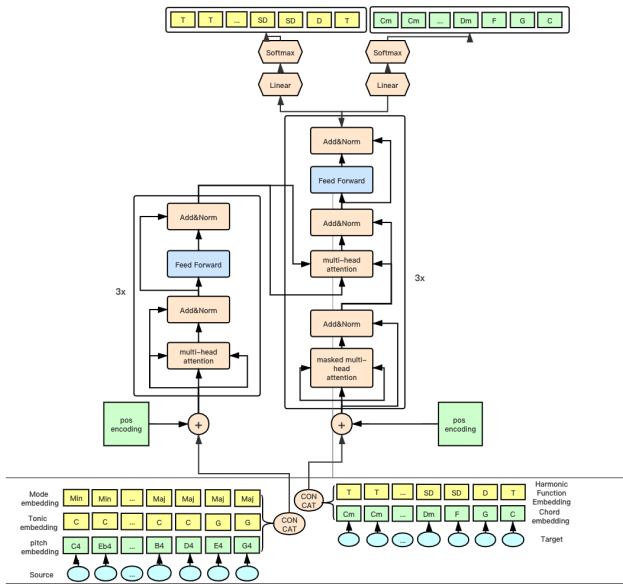 T T ... SD SD D T
Cm Cm ... Dm F G C
Softmax
Softmax
Linear
Linear
Add&Norm
Feed Forward
Add&Norm
Add&Norm
Feed Forward
multi-head
attention
3x
3x
Add&Norm
Add&Norm
multi-head
attention
masked multi-
head
attention
pos
encoding
+
+
pos
encoding
Mode
embedding
Min Min ... Maj Maj Maj Maj
Tonic
embedding
C C ... C C G G
pitch
embedding
C4 Eb4 ... B4 D4 E4 G4
Source
...
CON
CAT
CON
CAT
T T ... SD SD D T
Harmonic
Function
Embedding
Cm Cm ... Dm F G C
Chord
embedding
...
Target